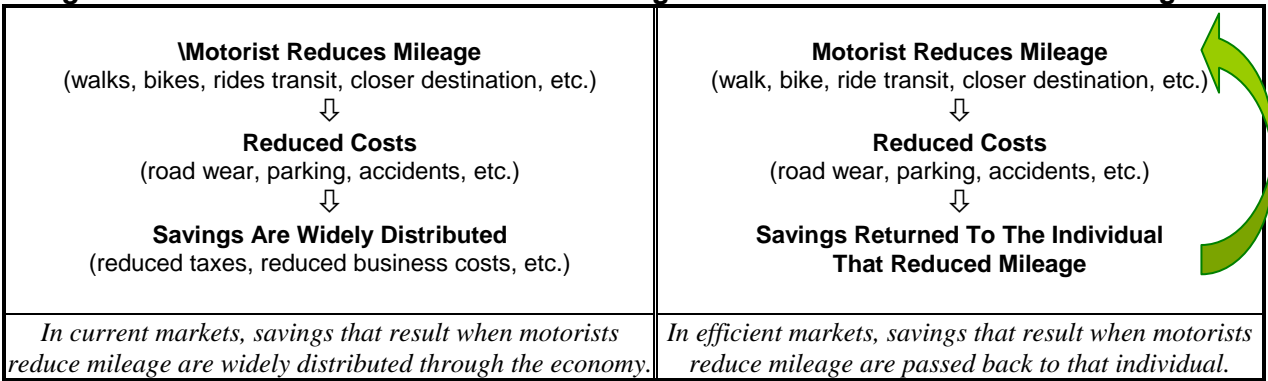 \Motorist Reduces Mileage
(walks, bikes, rides transit, closer destination, etc.)
⇩
Reduced Costs
(road wear, parking, accidents, etc.)
⇩
Savings Are Widely Distributed
(reduced taxes, reduced business costs, etc.)
In current markets, savings that result when motorists
reduce mileage are widely distributed through the economy.
Motorist Reduces Mileage
(walk, bike, ride transit, closer destination, etc.)
⇩
Reduced Costs
(road wear, parking, accidents, etc.)
⇩
Savings Returned To The Individual
That Reduced Mileage
In efficient markets, savings that result when motorists
reduce mileage are passed back to that individual.